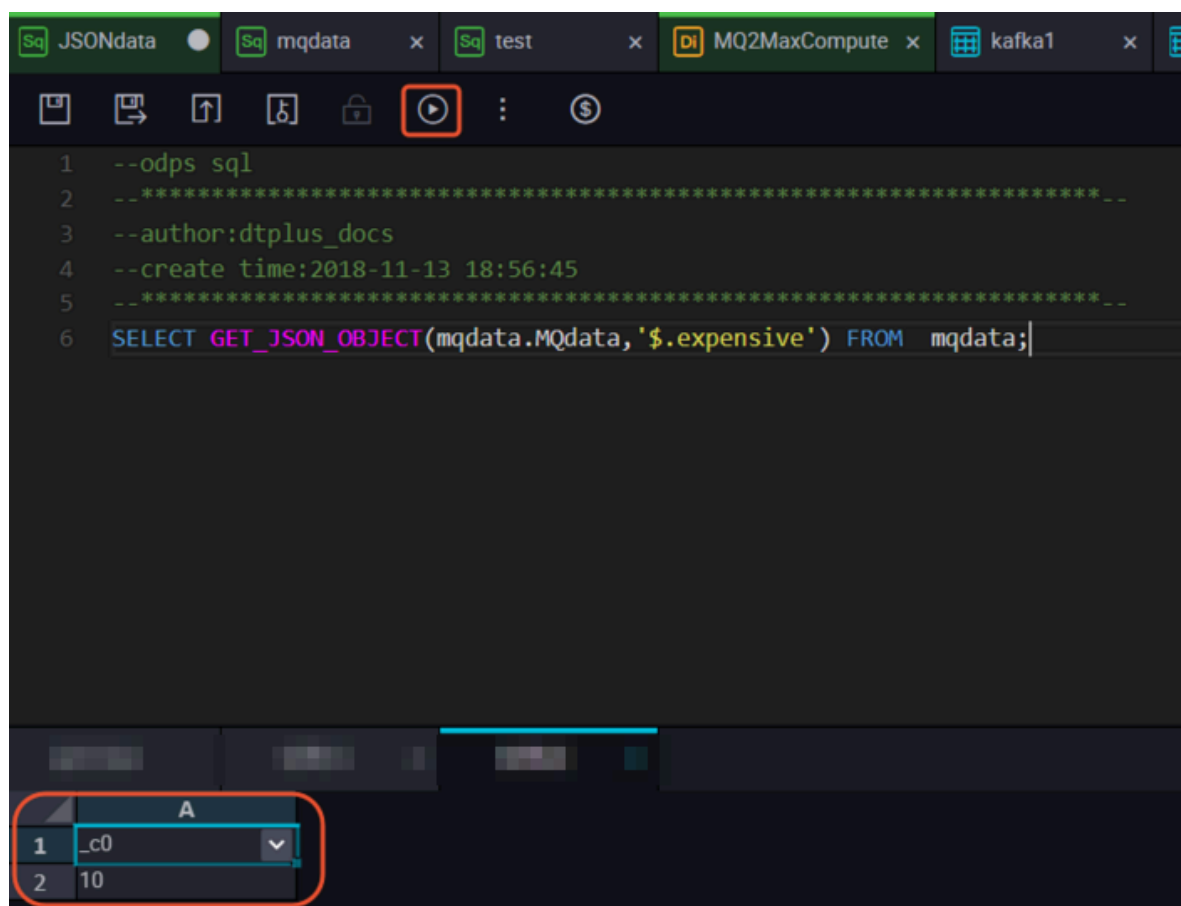 Sq JSONdata Sq mqdata × Sq test × Di MQ2MaxCompute × kafka1 ×
1 --odps sql
2 --********************************************************************--
3 --author:dtplus_docs
4 --create time:2018-11-13 18:56:45
5 --********************************************************************--
6 SELECT GET_JSON_OBJECT(mqdata.MQdata,'$.expensive') FROM  mqdata;
A
1 _c0
2 10